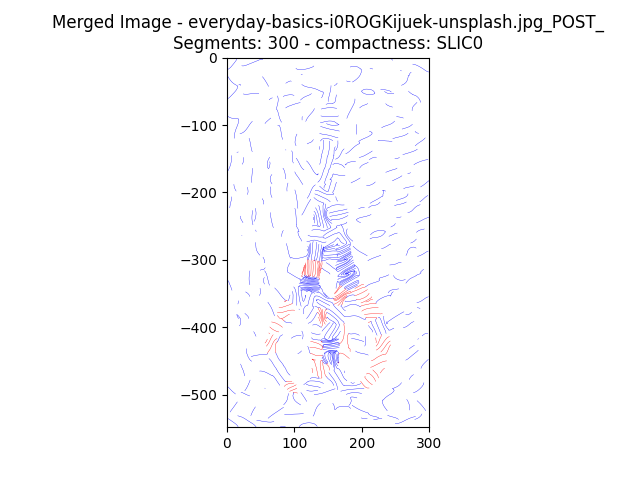 Merged Image - everyday-basics-i0ROGKijuek-unsplash.jpg_POST_
Segments: 300 - compactness: SLIC0
0
−100
−200
−300
−400
−500
0 100 200 300